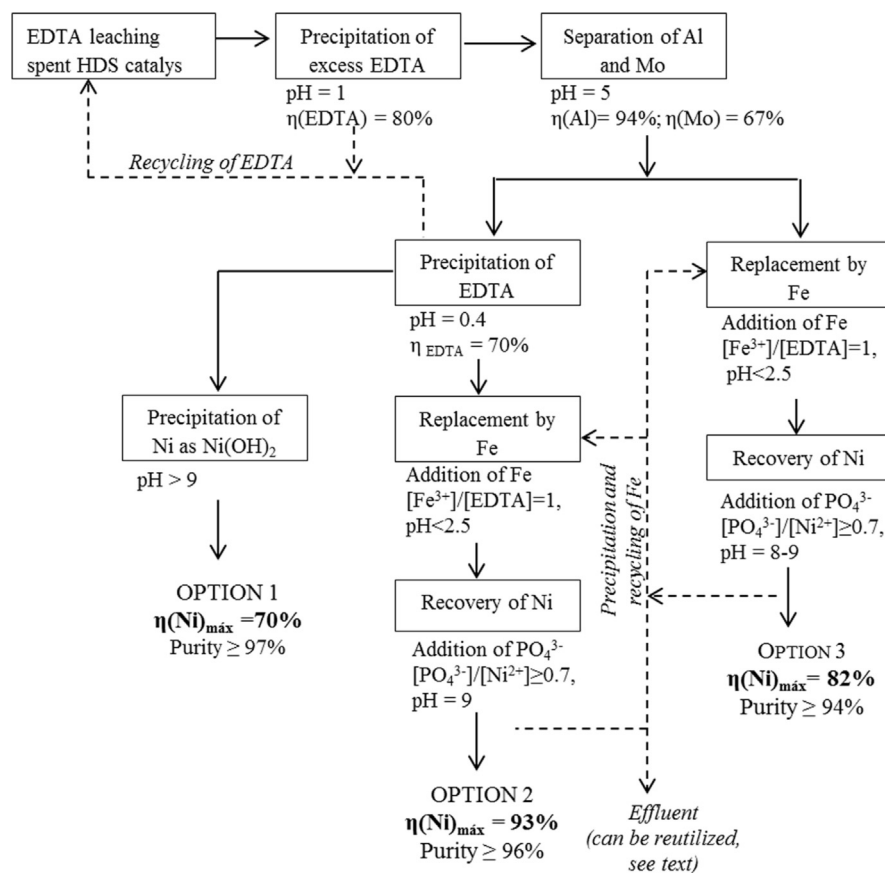 EDTA leaching
spent HDS catalys
Precipitation of
excess EDTA
pH = 1
η(EDTA) = 80%
Separation of Al
and Mo
pH = 5
η(Al)= 94%; η(Mo) = 67%
Recycling of EDTA
Precipitation of
EDTA
pH = 0.4
η EDTA = 70%
Replacement by
Fe
Addition of Fe
[Fe³⁺]/[EDTA]=1,
pH<2.5
Precipitation of
Ni as Ni(OH)₂
pH > 9
OPTION 1
η(Ni)máx =70%
Purity ≥ 97%
Replacement by
Fe
Addition of Fe
[Fe³⁺]/[EDTA]=1,
pH<2.5
Recovery of Ni
Addition of PO₄³⁻
[PO₄³⁻]/[Ni²⁺]≥0.7,
pH = 9
OPTION 2
η(Ni)máx = 93%
Purity ≥ 96%
Precipitation and
recycling of Fe
Recovery of Ni
Addition of PO₄³⁻
[PO₄³⁻]/[Ni²⁺]≥0.7,
pH = 8-9
OPTION 3
η(Ni)máx= 82%
Purity ≥ 94%
Effluent
(can be reutilized,
see text)